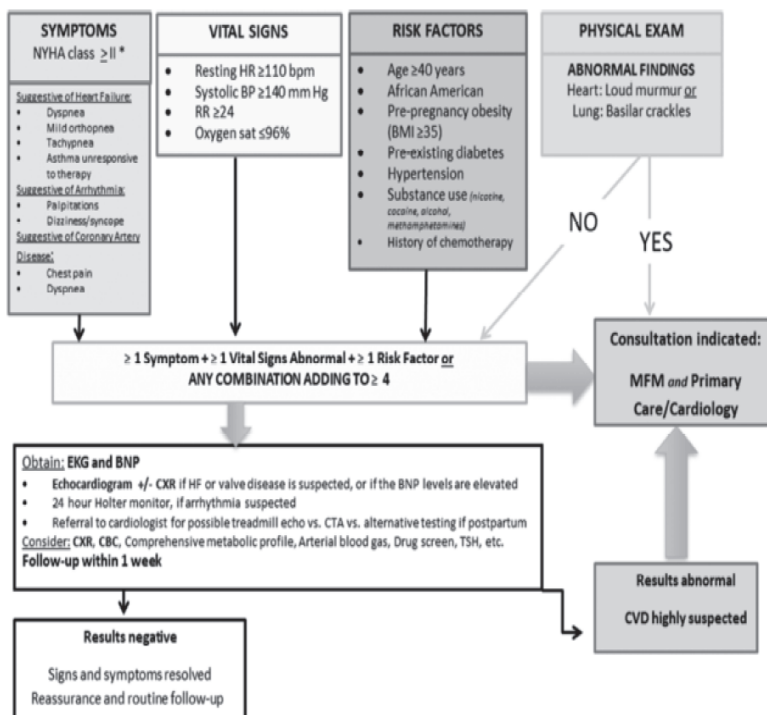 SYMPTOMS
NYHA class ≥II *
Suggestive of Heart Failure:
• Dyspnea
• Mild orthopnea
• Tachypnea
• Asthma unresponsive
to therapy
Suggestive of Arrhythmia:
• Palpitations
• Dizziness/syncope
Suggestive of Coronary Artery
Disease:
• Chest pain
• Dyspnea
VITAL SIGNS
• Resting HR ≥110 bpm
• Systolic BP ≥140 mm Hg
• RR ≥24
• Oxygen sat ≤96%
RISK FACTORS
• Age ≥40 years
• African American
• Pre-pregnancy obesity
(BMI ≥35)
• Pre-existing diabetes
• Hypertension
• Substance use (nicotine,
cocaine, alcohol,
methamphetamines)
• History of chemotherapy
PHYSICAL EXAM
ABNORMAL FINDINGS
Heart: Loud murmur or
Lung: Basilar crackles
NO
YES
≥ 1 Symptom + ≥ 1 Vital Signs Abnormal + ≥ 1 Risk Factor or
ANY COMBINATION ADDING TO ≥ 4
Consultation indicated:
MFM and Primary
Care/Cardiology
Obtain: EKG and BNP
• Echocardiogram +/- CXR if HF or valve disease is suspected, or if the BNP levels are elevated
• 24 hour Holter monitor, if arrhythmia suspected
• Referral to cardiologist for possible treadmill echo vs. CTA vs. alternative testing if postpartum
Consider: CXR, CBC, Comprehensive metabolic profile, Arterial blood gas, Drug screen, TSH, etc.
Follow-up within 1 week
Results abnormal
CVD highly suspected
Results negative
Signs and symptoms resolved
Reassurance and routine follow-up